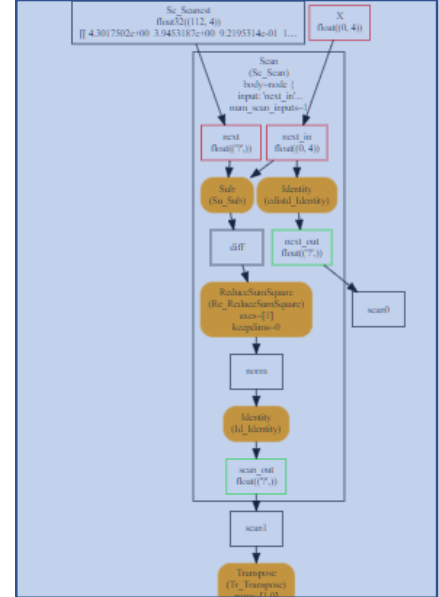 Sc_Scancst
float32((112, 4))
[[ 4.3017502e+00 3.9453187e+00 9.2195314e-01 1…
X
float((0, 4))
Scan
(Sc_Scan)
body=node {
input: 'next_in'...
num_scan_inputs=1
next
float(('?',))
next_in
float((0, 4))
Sub
(Su_Sub)
Identity
(cdistd_Identity)
diff
next_out
float(('?',))
ReduceSumSquare
(Re_ReduceSumSquare)
axes=[1]
keepdims=0
scan0
norm
Identity
(Id_Identity)
scan_out
float(('?',))
scan1
Transpose
(Tr_Transpose)